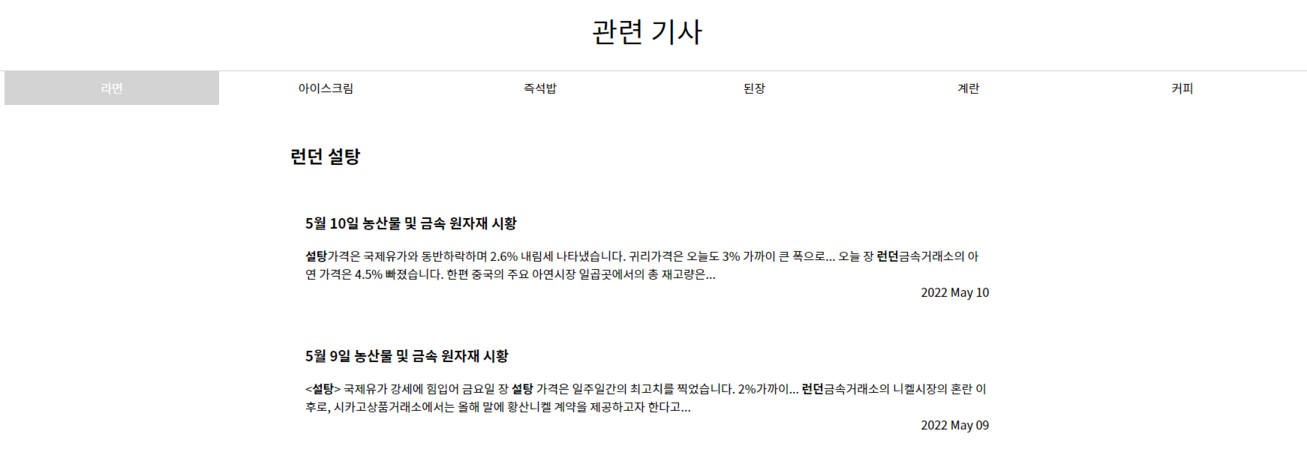 관련 기사
라면 아이스크림 즉석밥 된장 계란 커피
런던 설탕
5월 10일 농산물 및 금속 원자재 시황
설탕가격은 국제유가와 동반하락하며 2.6% 내림세 나타냈습니다. 귀리가격은 오늘도 3% 가까이 큰 폭으로... 오늘 장 런던금속거래소의 아
연 가격은 4.5% 빠졌습니다. 한편 중국의 주요 아연시장 일곱곳에서의 총 재고량은...
2022 May 10
5월 9일 농산물 및 금속 원자재 시황
<설탕> 국제유가 강세에 힘입어 금요일 장 설탕 가격은 일주일간의 최고치를 찍었습니다. 2%가까이... 런던금속거래소의 니켈시장의 혼란 이
후로, 시카고상품거래소에서는 올해 말에 황산니켈 계약을 제공하고자 한다고...
2022 May 09